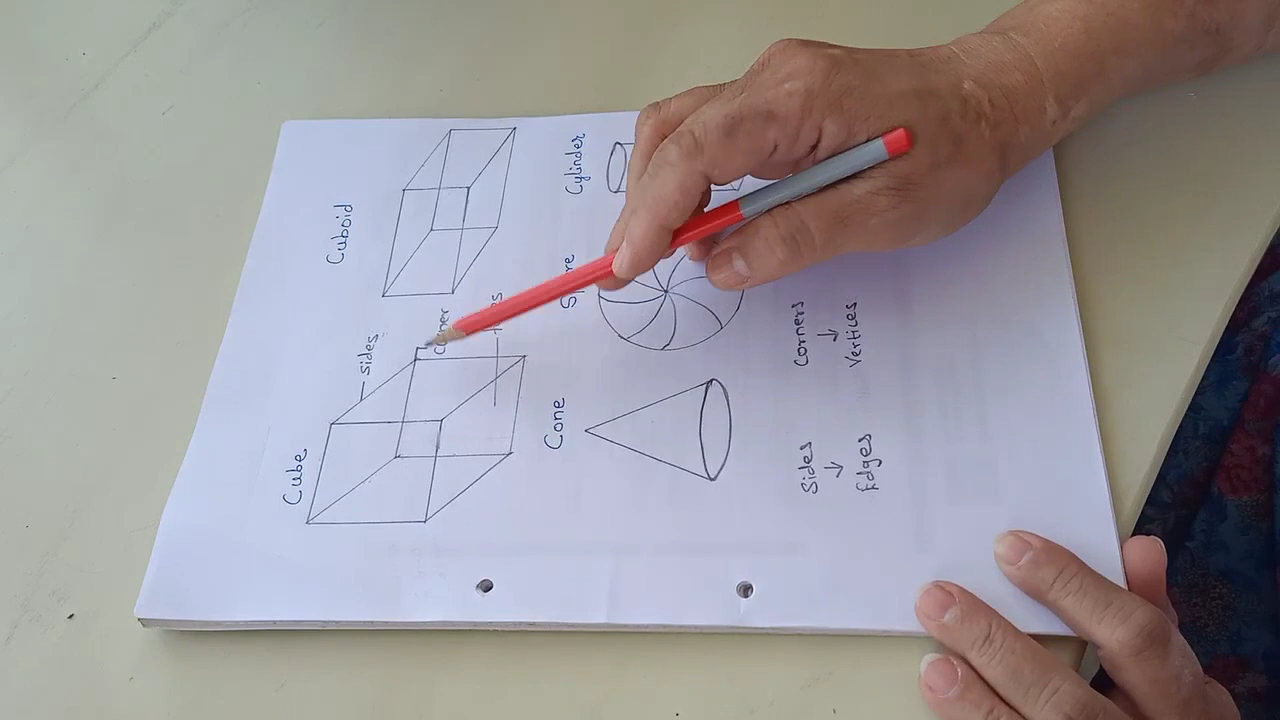 Cube
Cuboid
sides
Cone
Cylinder
Sides
↓
Edges
Corners
↓
Vertices